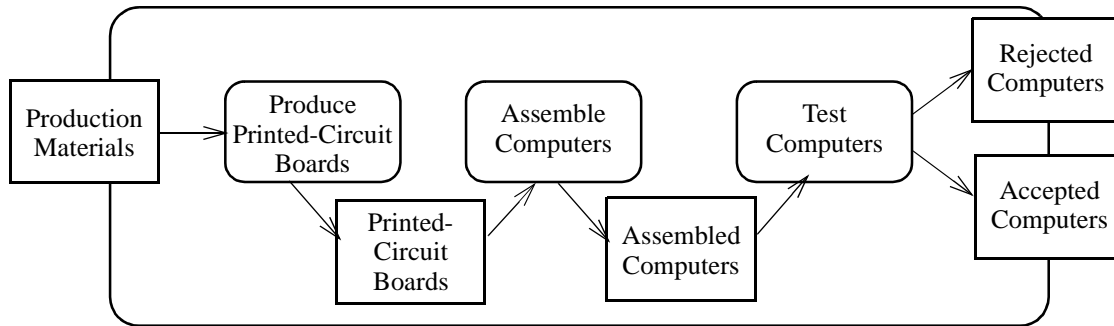 Production
Materials
Produce
Printed-Circuit
Boards
Printed-
Circuit
Boards
Assemble
Computers
Assembled
Computers
Test
Computers
Rejected
Computers
Accepted
Computers